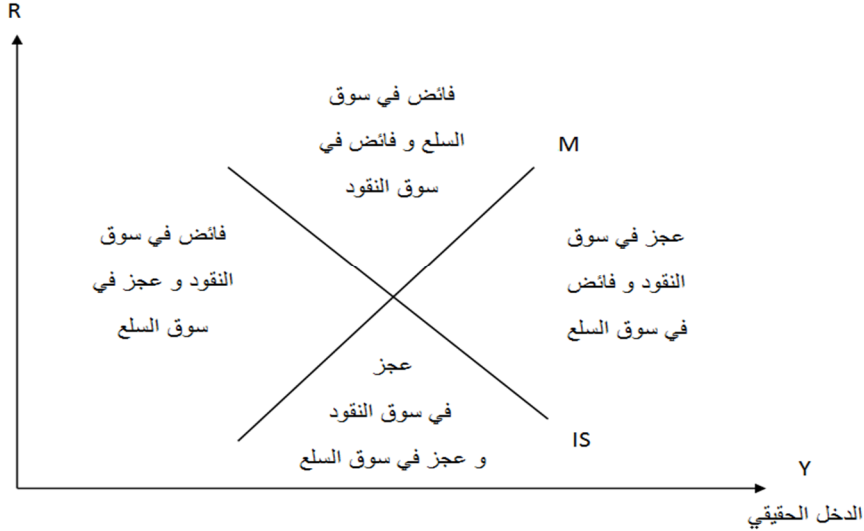 R
فائض في سوق
السلع و فائض في
سوق النقود
M
عجز في سوق
النقود و فائض
في سوق السلع
فائض في سوق
النقود و عجز في
سوق السلع
عجز
في سوق النقود
و عجز في سوق السلع
IS
Y
الدخل الحقيقي